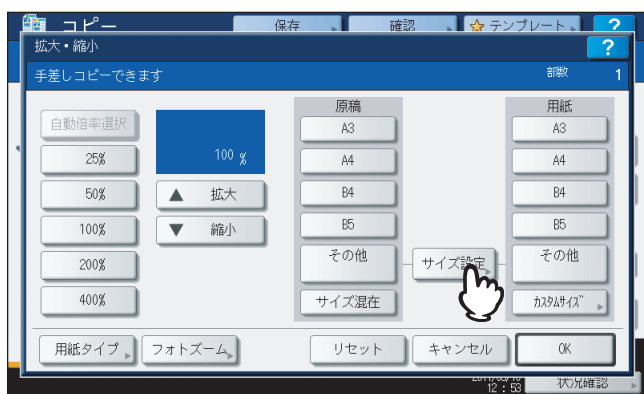 コピー 保存 確認 テンプレート ?
拡大・縮小 ?
手差しコピーできます 部数 1
原稿 用紙
自動倍率選択 A3 A3
25% 100 % A4 A4
50% 拡大 B4 B4
100% 縮小 B5 B5
200% その他 サイズ設定 その他
400% サイズ混在 カスタムサイズ
用紙タイプ フォトズーム リセット キャンセル OK
12:53 状況確認